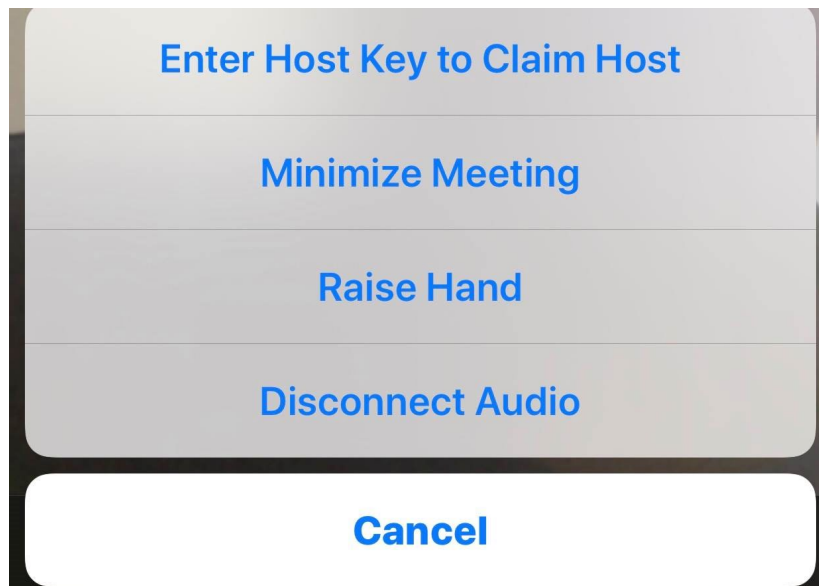 Enter Host Key to Claim Host
Minimize Meeting
Raise Hand
Disconnect Audio
Cancel